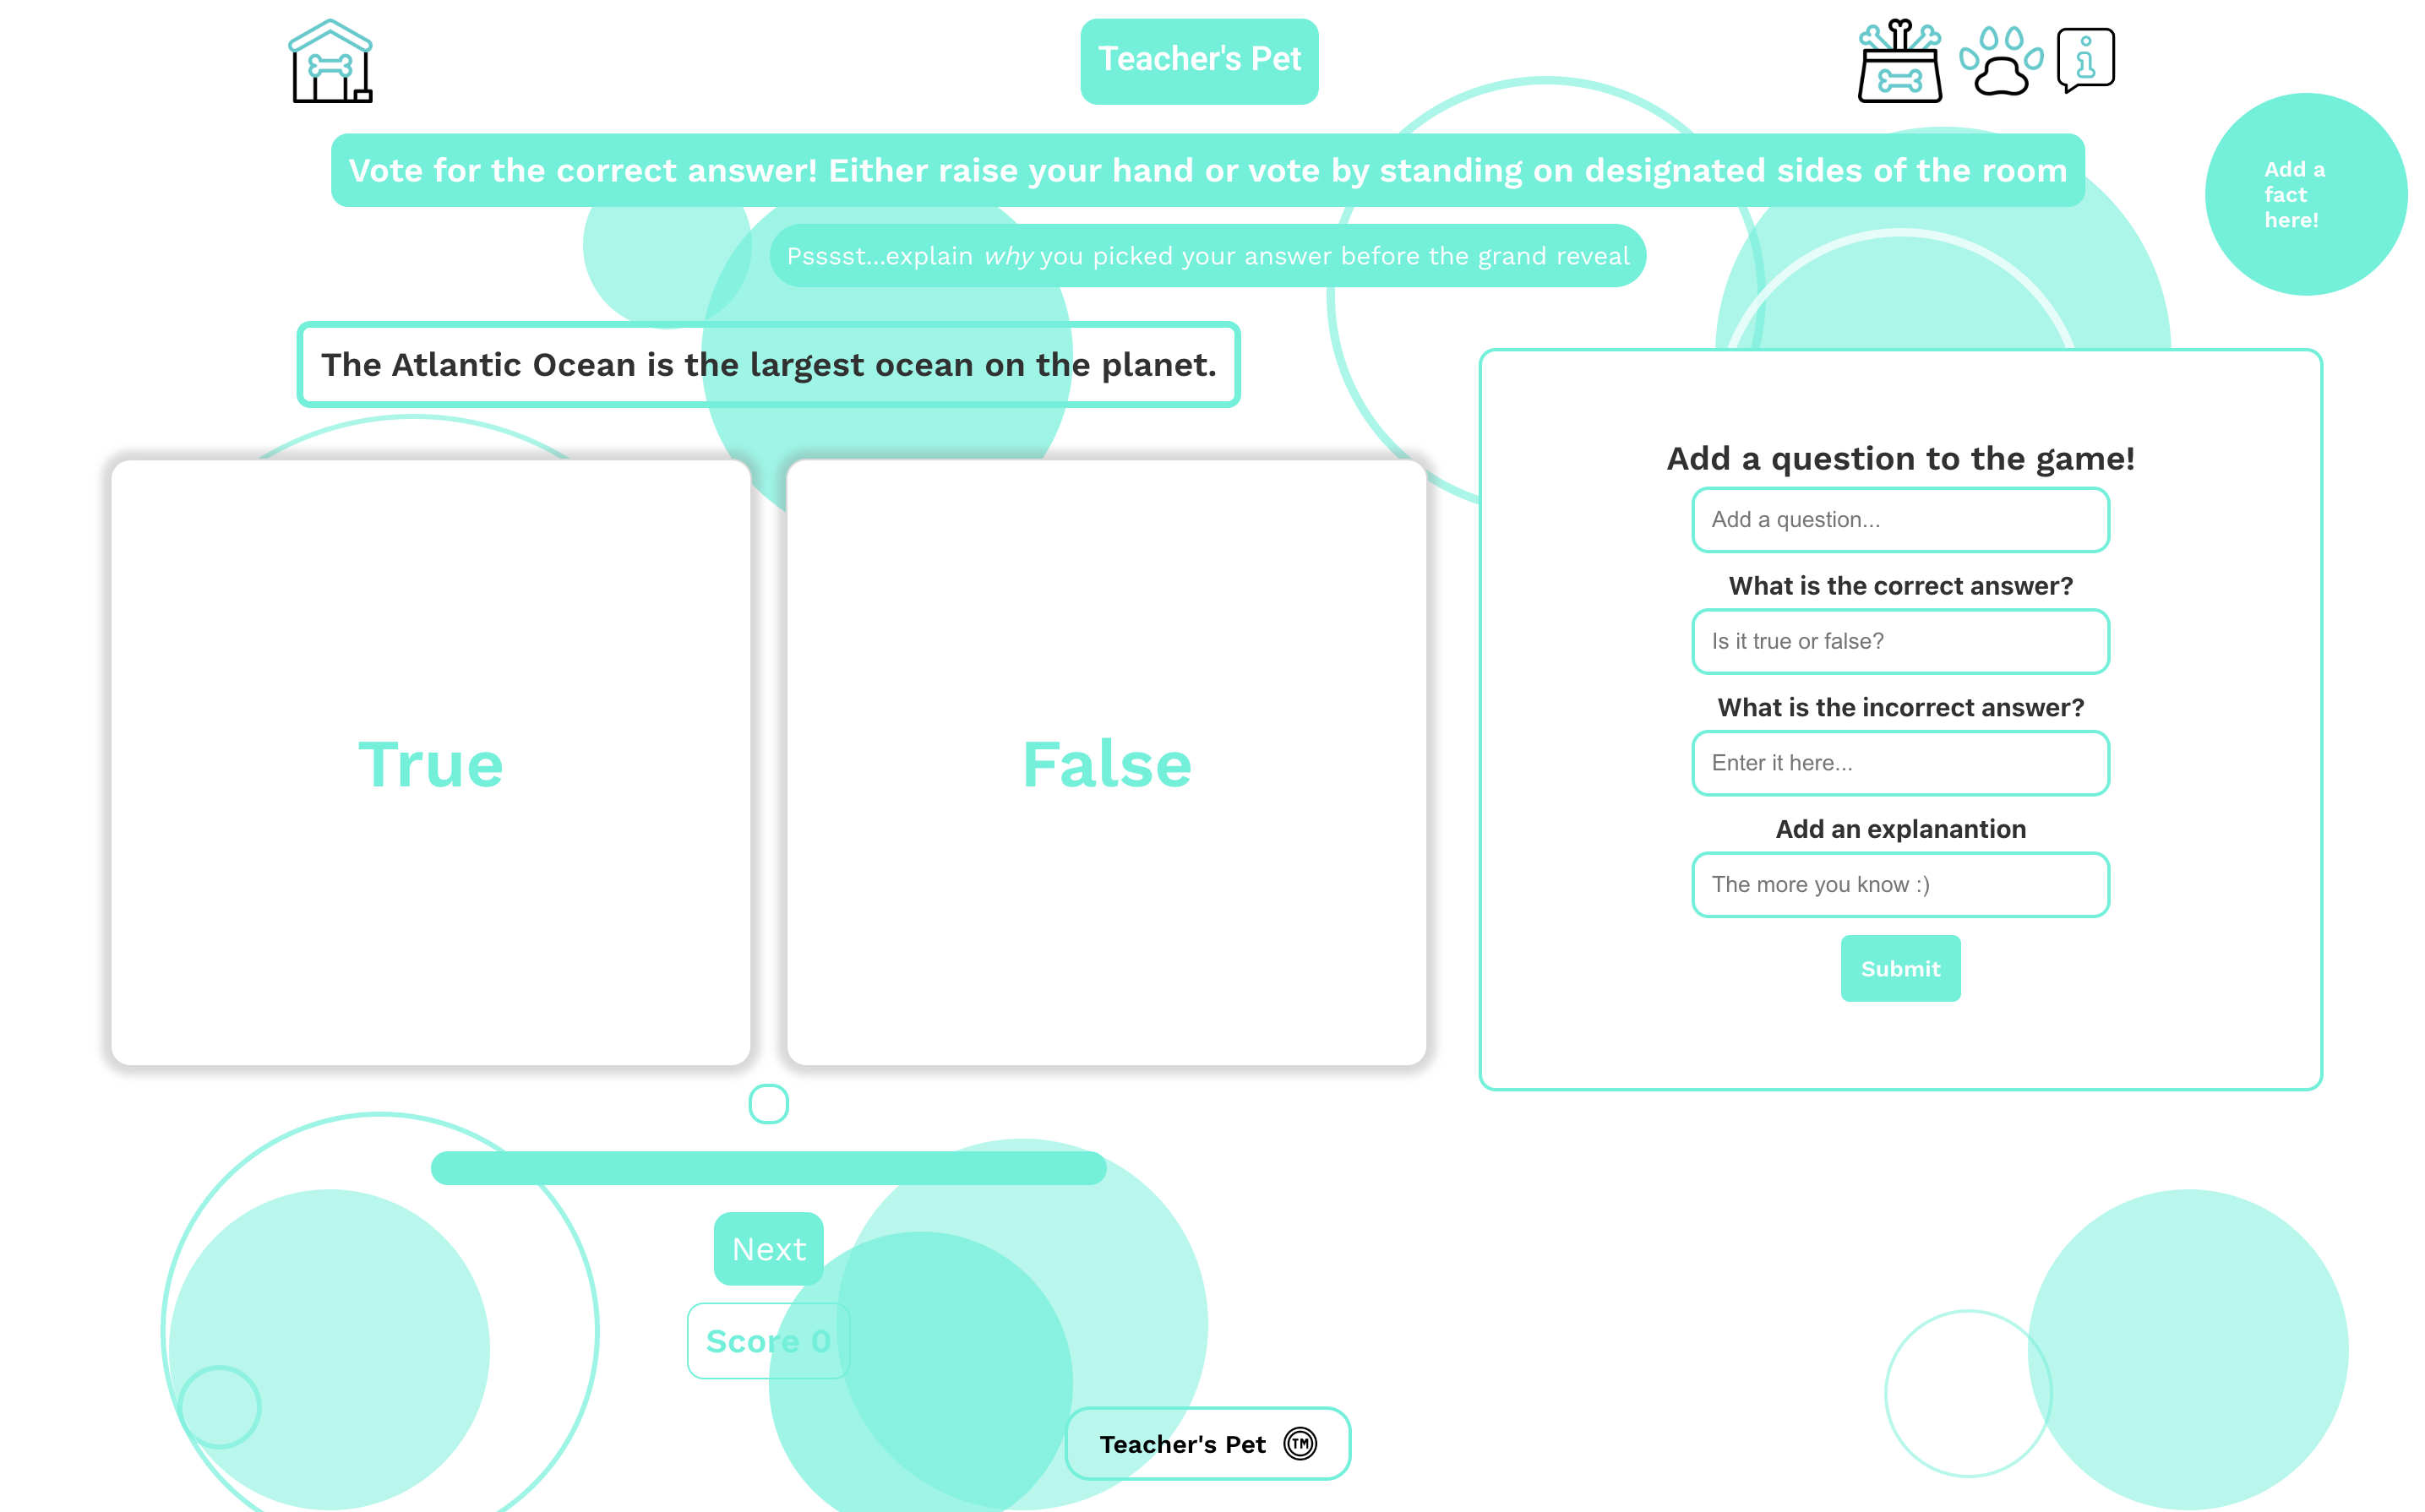 Teacher's Pet
Vote for the correct answer! Either raise your hand or vote by standing on designated sides of the room
Add a
fact
here!
Psssst...explain why you picked your answer before the grand reveal
The Atlantic Ocean is the largest ocean on the planet.
True
False
Add a question to the game!
Add a question...
What is the correct answer?
Is it true or false?
What is the incorrect answer?
Enter it here...
Add an explanantion
The more you know :)
Submit
Next
Score 0
Teacher's Pet TM